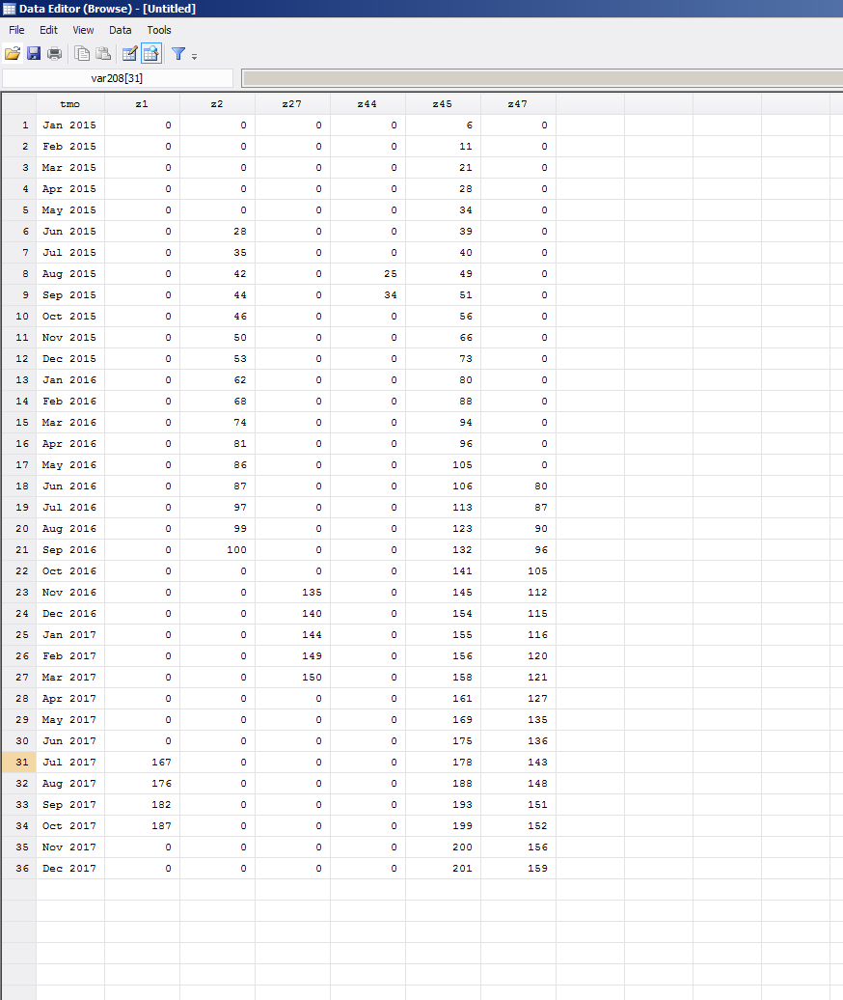 Data Editor (Browse) - [Untitled]
File Edit View Data Tools
var208[31]
tmo z1 z2 z27 z44 z45 z47
1 Jan 2015 0 0 0 0 6 0
2 Feb 2015 0 0 0 0 11 0
3 Mar 2015 0 0 0 0 21 0
4 Apr 2015 0 0 0 0 28 0
5 May 2015 0 0 0 0 34 0
6 Jun 2015 0 28 0 0 39 0
7 Jul 2015 0 35 0 0 40 0
8 Aug 2015 0 42 0 25 49 0
9 Sep 2015 0 44 0 34 51 0
10 Oct 2015 0 46 0 0 56 0
11 Nov 2015 0 50 0 0 66 0
12 Dec 2015 0 53 0 0 73 0
13 Jan 2016 0 62 0 0 80 0
14 Feb 2016 0 68 0 0 88 0
15 Mar 2016 0 74 0 0 94 0
16 Apr 2016 0 81 0 0 96 0
17 May 2016 0 86 0 0 105 0
18 Jun 2016 0 87 0 0 106 80
19 Jul 2016 0 97 0 0 113 87
20 Aug 2016 0 99 0 0 123 90
21 Sep 2016 0 100 0 0 132 96
22 Oct 2016 0 0 0 0 141 105
23 Nov 2016 0 0 135 0 145 112
24 Dec 2016 0 0 140 0 154 115
25 Jan 2017 0 0 144 0 155 116
26 Feb 2017 0 0 149 0 156 120
27 Mar 2017 0 0 150 0 158 121
28 Apr 2017 0 0 0 0 161 127
29 May 2017 0 0 0 0 169 135
30 Jun 2017 0 0 0 0 175 136
31 Jul 2017 167 0 0 0 178 143
32 Aug 2017 176 0 0 0 188 148
33 Sep 2017 182 0 0 0 193 151
34 Oct 2017 187 0 0 0 199 152
35 Nov 2017 0 0 0 0 200 156
36 Dec 2017 0 0 0 0 201 159